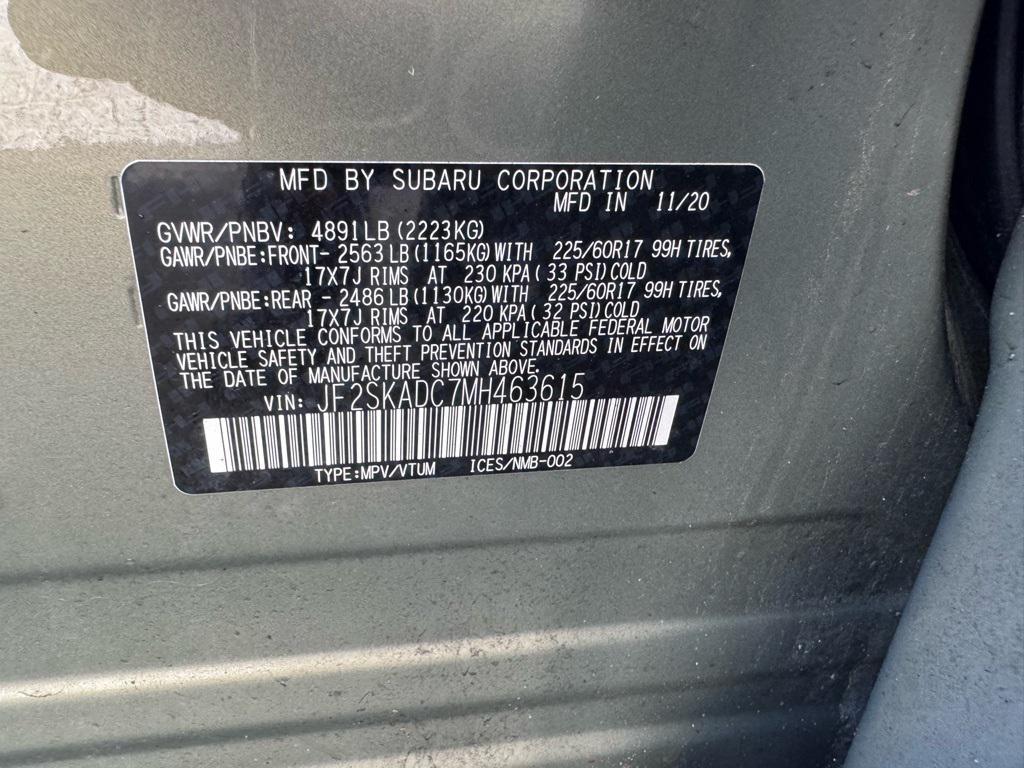 MFD BY SUBARU CORPORATION
MFD IN 11/20
GVWR/PNBV: 4891LB(2223KG)
GAWR/PNBE:FRONT- 2563 LB(1165KG)WITH 225/60R17 99H TIRES,
17X7J RIMS AT 230 KPA( 33 PSI)COLD
GAWR/PNBE:REAR - 2486 LB(1130KG)WITH 225/60R17 99H TIRES,
17X7J RIMS AT 220 KPA( 32 PSI)COLD
THIS VEHICLE CONFORMS TO ALL APPLICABLE FEDERAL MOTOR
VEHICLE SAFETY AND THEFT PREVENTION STANDARDS IN EFFECT ON
THE DATE OF MANUFACTURE SHOWN ABOVE.
VIN: JF2SKADC7MH463615
TYPE:MPV/VTUM ICES/NMB-002